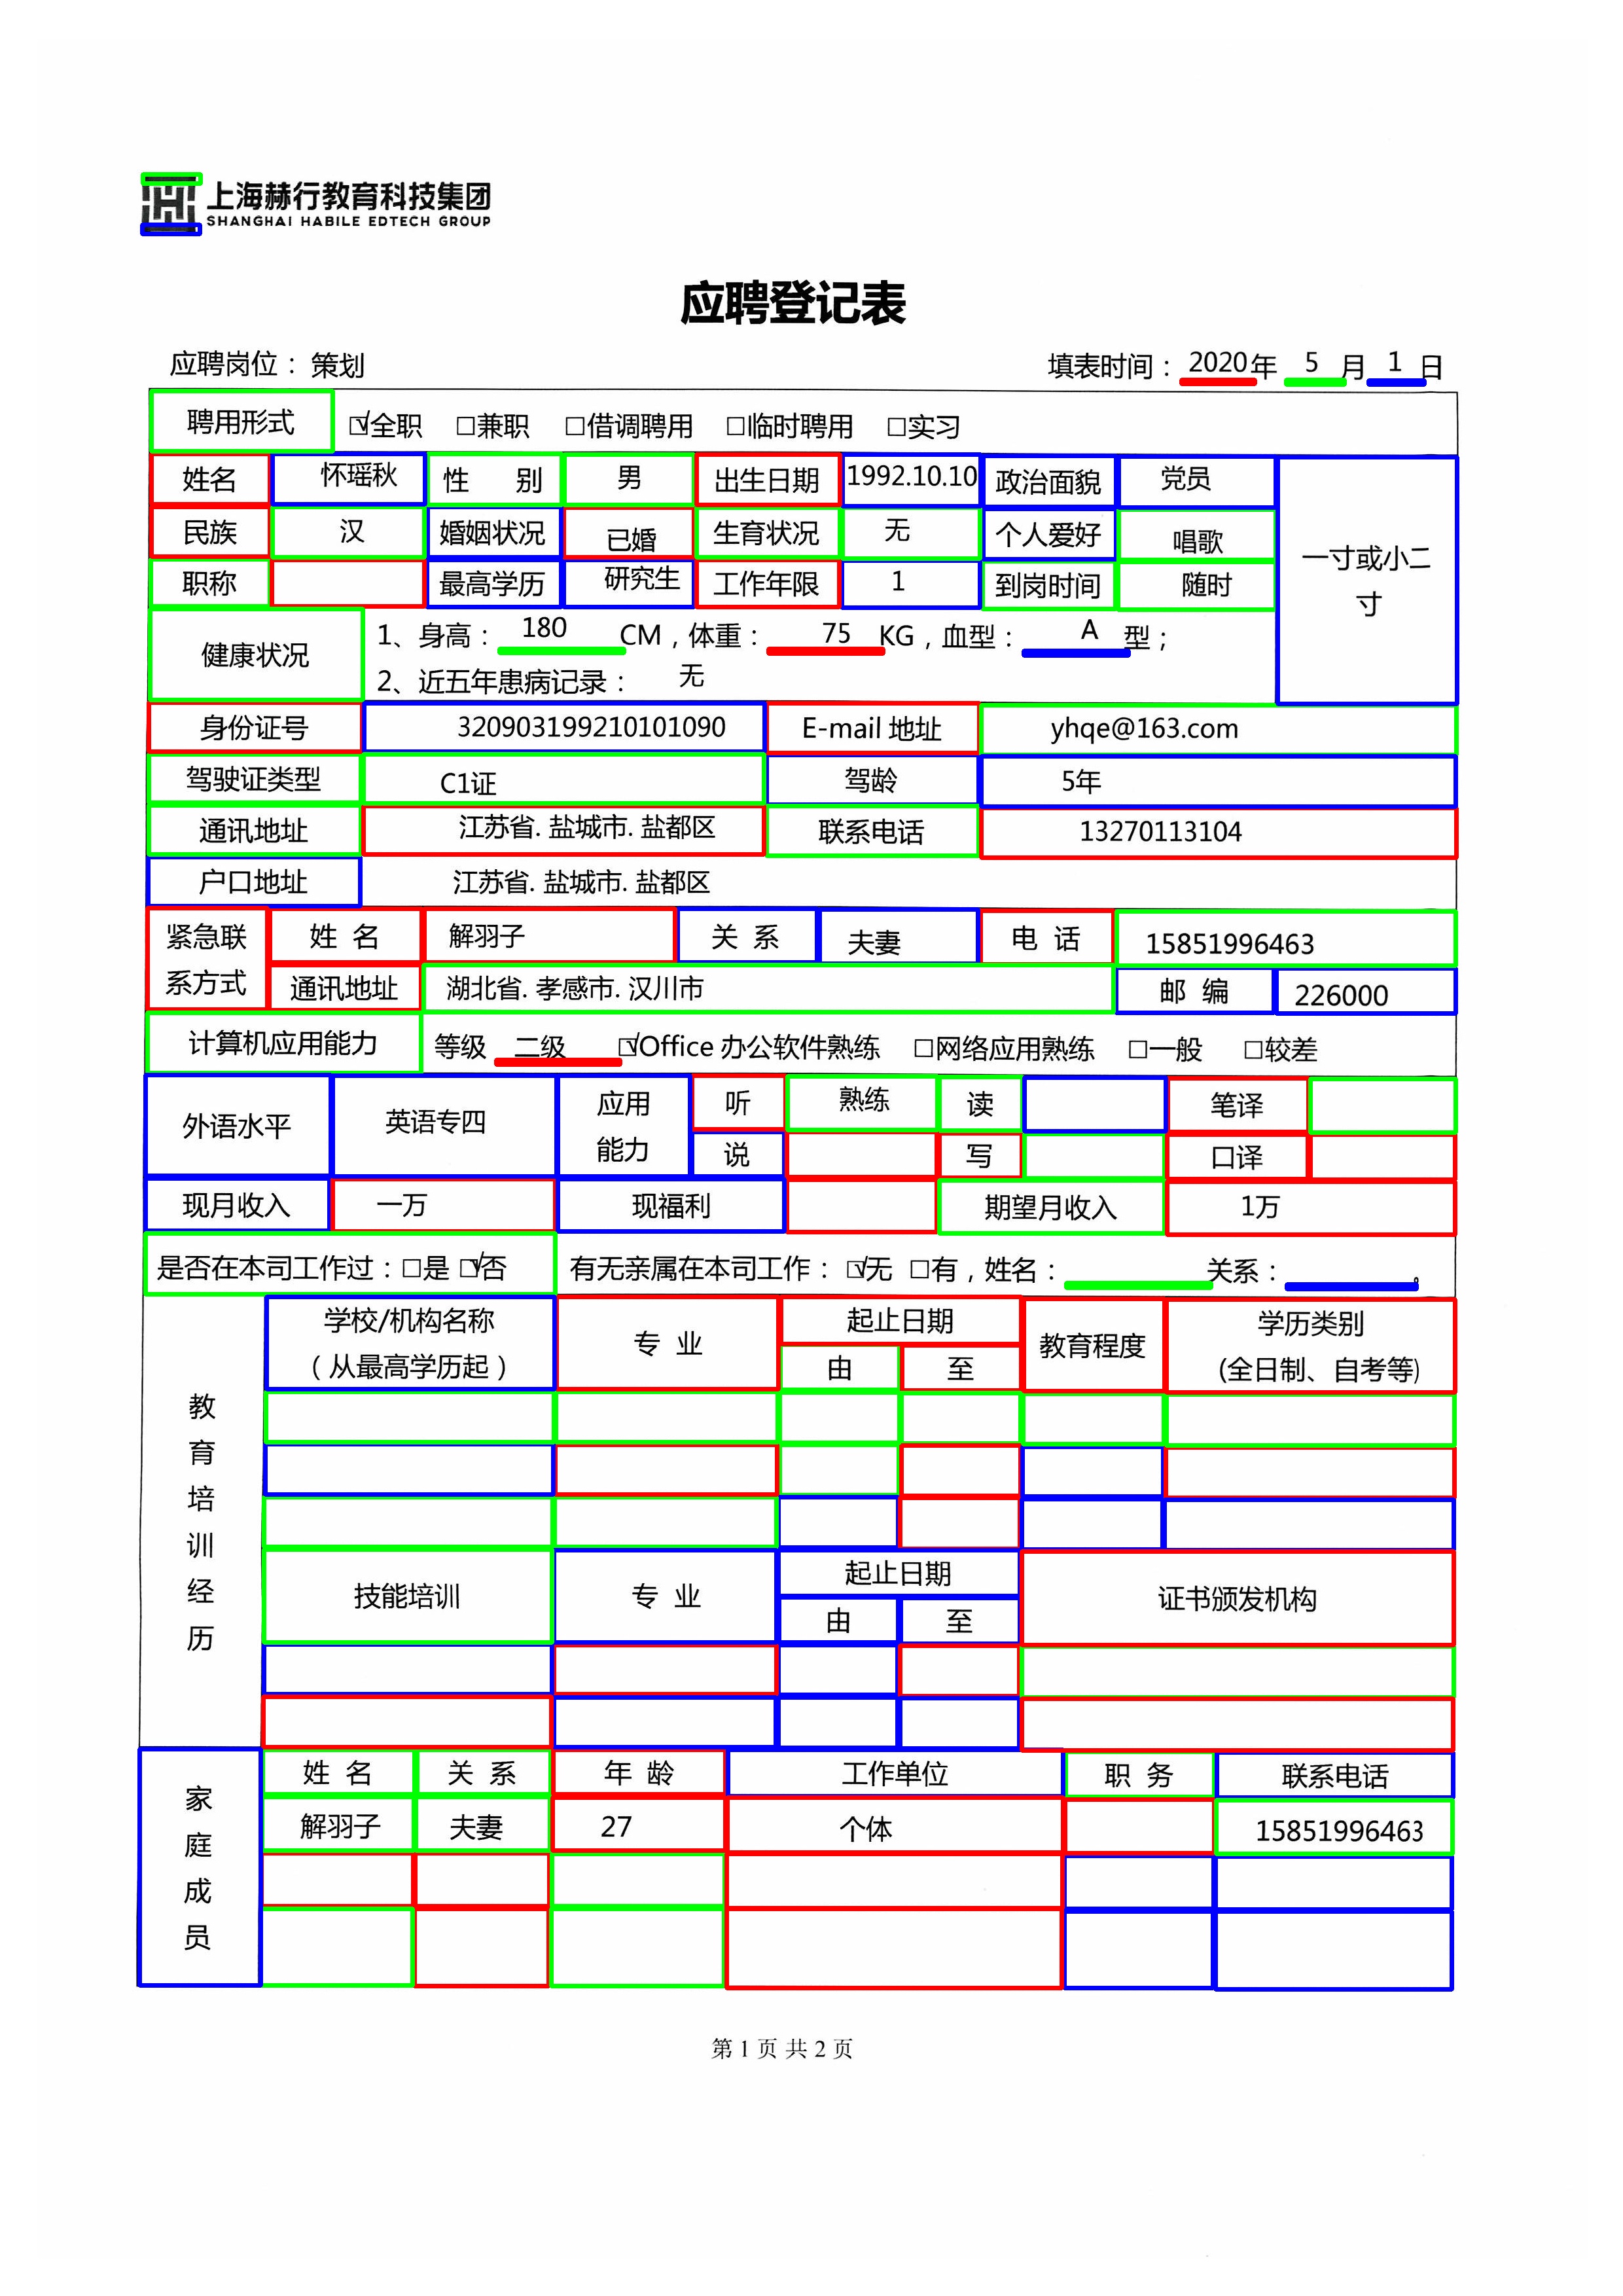 上海赫行教育科技集团
SHANGHAI HABILE EDTECH GROUP
应聘登记表
应聘岗位：策划 填表时间：2020年 5 月 1 日
聘用形式 ☑全职 □兼职 □借调聘用 □临时聘用 □实习
姓名 怀瑶秋 性 别 男 出生日期 1992.10.10 政治面貌 党员
民族 汉 婚姻状况 已婚 生育状况 无 个人爱好 唱歌
一寸或小二
寸
职称 最高学历 研究生 工作年限 1 到岗时间 随时
健康状况
1、身高：180 CM，体重：75 KG，血型：A 型；
2、近五年患病记录：无
身份证号 320903199210101090 E-mail 地址 yhqe@163.com
驾驶证类型 C1证 驾龄 5年
通讯地址 江苏省. 盐城市. 盐都区 联系电话 13270113104
户口地址 江苏省. 盐城市. 盐都区
紧急联
系方式
姓 名 解羽子 关 系 夫妻 电 话 15851996463
通讯地址 湖北省. 孝感市. 汉川市 邮 编 226000
计算机应用能力 等级 二级 ☑Office 办公软件熟练 □网络应用熟练 □一般 □较差
外语水平 英语专四
应用
能力
听 熟练 读 笔译
说 写 口译
现月收入 一万 现福利 期望月收入 1万
是否在本司工作过：□是 ☑否 有无亲属在本司工作：☑无 □有，姓名： 关系： 。
教
育
培
训
经
历
学校/机构名称
（从最高学历起）
专 业
起止日期
由 至
教育程度
学历类别
(全日制、自考等)
技能培训 专 业
起止日期
由 至
证书颁发机构
家
庭
成
员
姓 名 关 系 年 龄 工作单位 职 务 联系电话
解羽子 夫妻 27 个体 15851996463
第 1 页 共 2 页